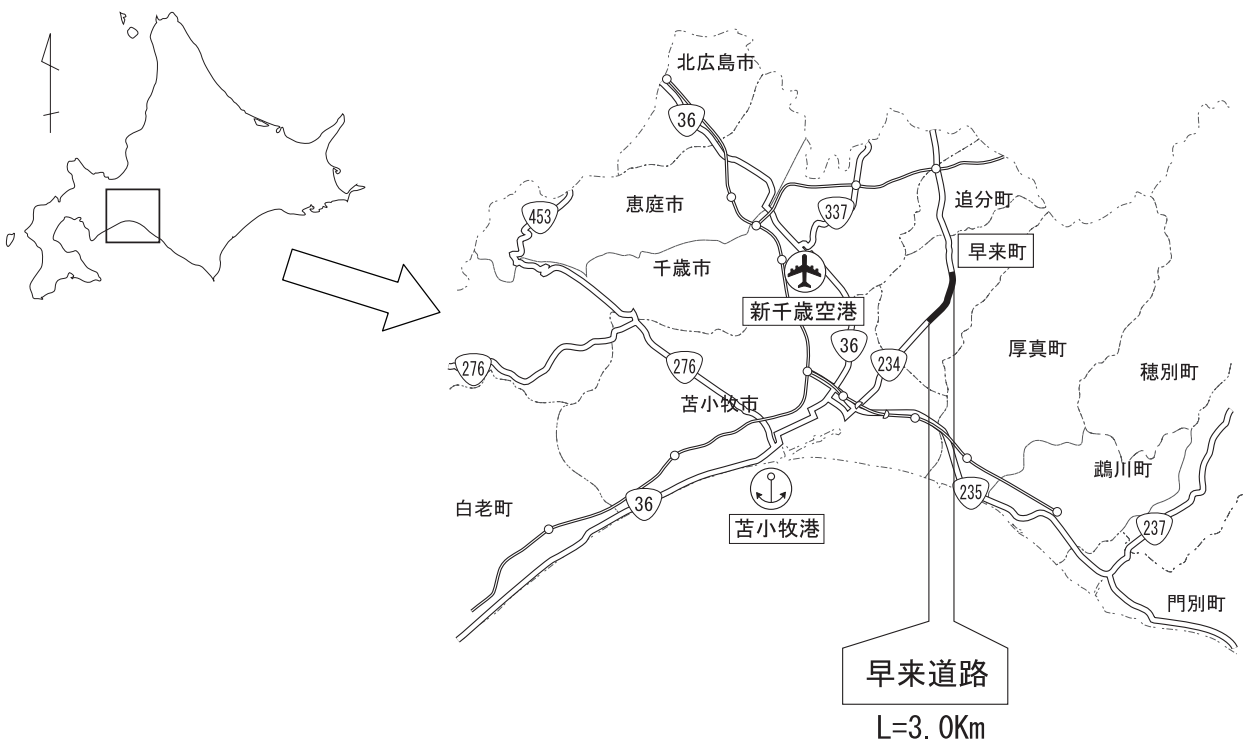 北広島市
36
恵庭市
453
337
追分町
早来町
千歳市
新千歳空港
36
234
厚真町
穂別町
276
276
苫小牧市
鵡川町
白老町
36
235
237
苫小牧港
門別町
早来道路
L=3.0Km